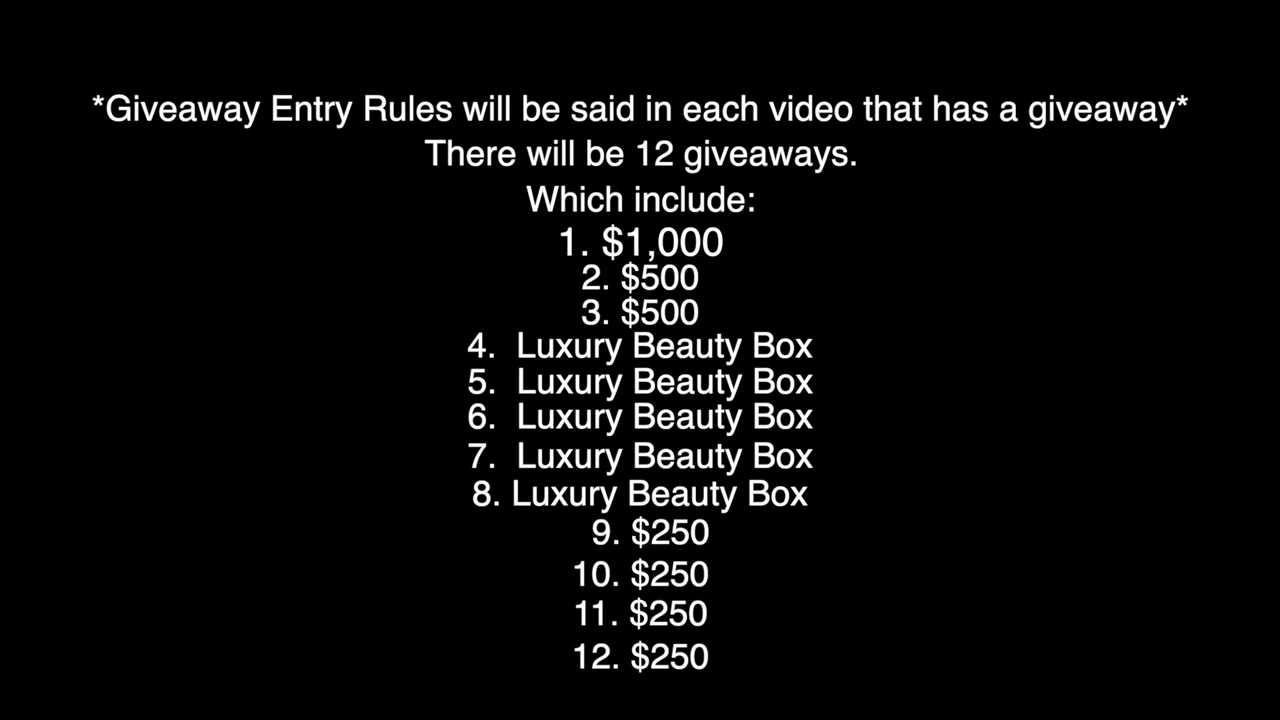 *Giveaway Entry Rules will be said in each video that has a giveaway*
There will be 12 giveaways.
Which include:
1. $1,000
2. $500
3. $500
4. Luxury Beauty Box
5. Luxury Beauty Box
6. Luxury Beauty Box
7. Luxury Beauty Box
8. Luxury Beauty Box
9. $250
10. $250
11. $250
12. $250